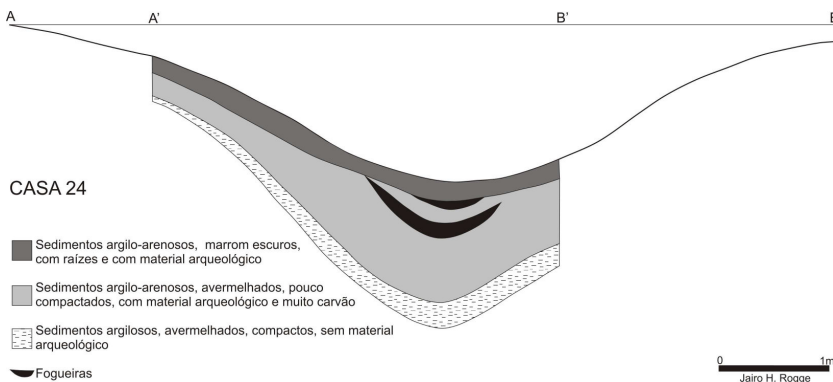 A A' B' B
CASA 24
Sedimentos argilo-arenosos, marrom escuros,
com raízes e com material arqueológico
Sedimentos argilo-arenosos, avermelhados, pouco
compactados, com material arqueológico e muito carvão
Sedimentos argilosos, avermelhados, compactos, sem material
arqueológico
Fogueiras
0 1m
Jairo H. Rogge